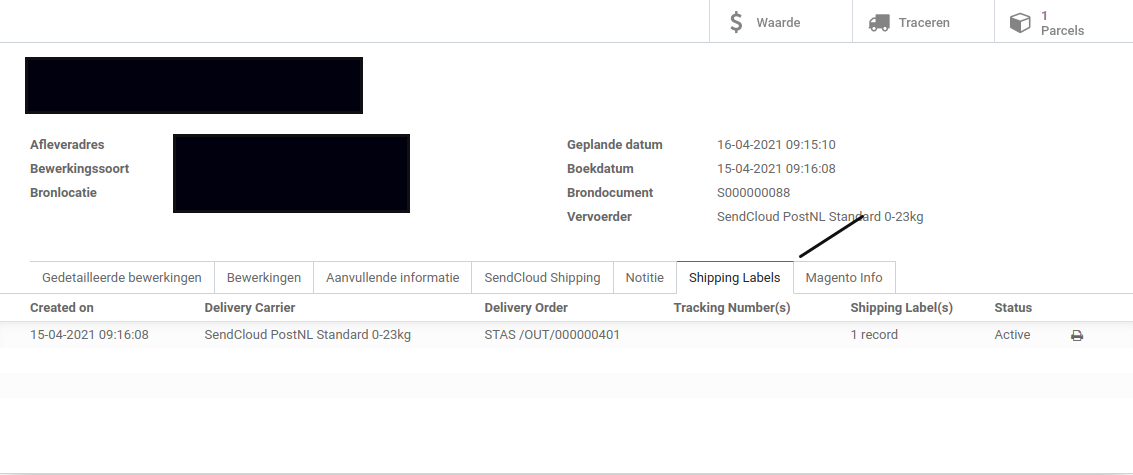 Waarde
Traceren
1
Parcels
Afleveradres
Bewerkingssoort
Bronlocatie
Geplande datum 16-04-2021 09:15:10
Boekdatum 15-04-2021 09:16:08
Brondocument S000000088
Vervoerder SendCloud PostNL Standard 0-23kg
Gedetailleerde bewerkingen Bewerkingen Aanvullende informatie SendCloud Shipping Notitie Shipping Labels Magento Info
Created on Delivery Carrier Delivery Order Tracking Number(s) Shipping Label(s) Status
15-04-2021 09:16:08 SendCloud PostNL Standard 0-23kg STAS /OUT/000000401 1 record Active